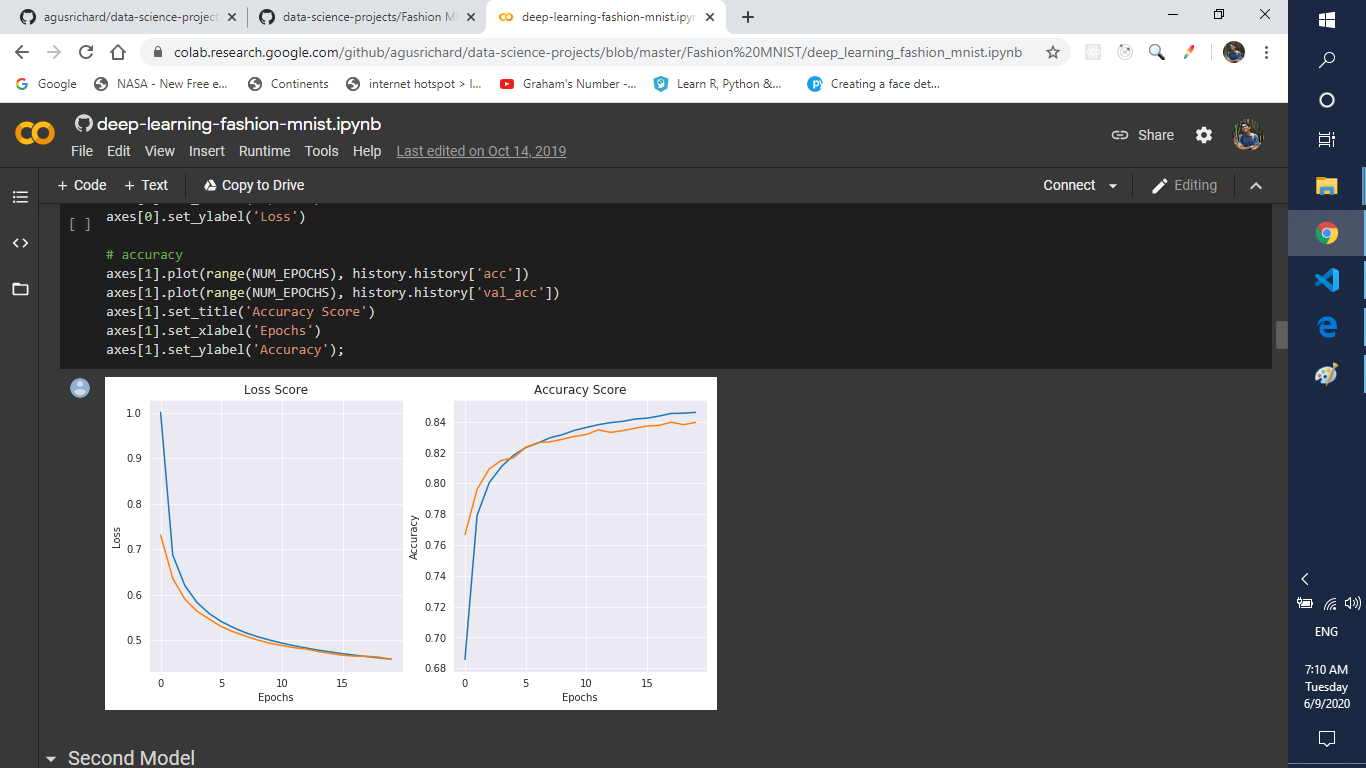 agusrichard/data-science-project
data-science-projects/Fashion M
deep-learning-fashion-mnist.ipyn
colab.research.google.com/github/agusrichard/data-science-projects/blob/master/Fashion%20MNIST/deep_learning_fashion_mnist.ipynb
Google
NASA - New Free e...
Continents
internet hotspot > I...
Graham's Number -...
Learn R, Python &...
Creating a face det...
deep-learning-fashion-mnist.ipynb
File Edit View Insert Runtime Tools Help Last edited on Oct 14, 2019
Share
+ Code + Text Copy to Drive
Connect
Editing
[ ]
axes[0].set_ylabel('Loss')
# accuracy
axes[1].plot(range(NUM_EPOCHS), history.history['acc'])
axes[1].plot(range(NUM_EPOCHS), history.history['val_acc'])
axes[1].set_title('Accuracy Score')
axes[1].set_xlabel('Epochs')
axes[1].set_ylabel('Accuracy');
Loss Score
1.0
0.9
0.8
0.7
0.6
0.5
Loss
0 5 10 15
Epochs
Accuracy Score
0.84
0.82
0.80
0.78
0.76
0.74
0.72
0.70
0.68
Accuracy
0 5 10 15
Epochs
Second Model
ENG
7:10 AM
Tuesday
6/9/2020